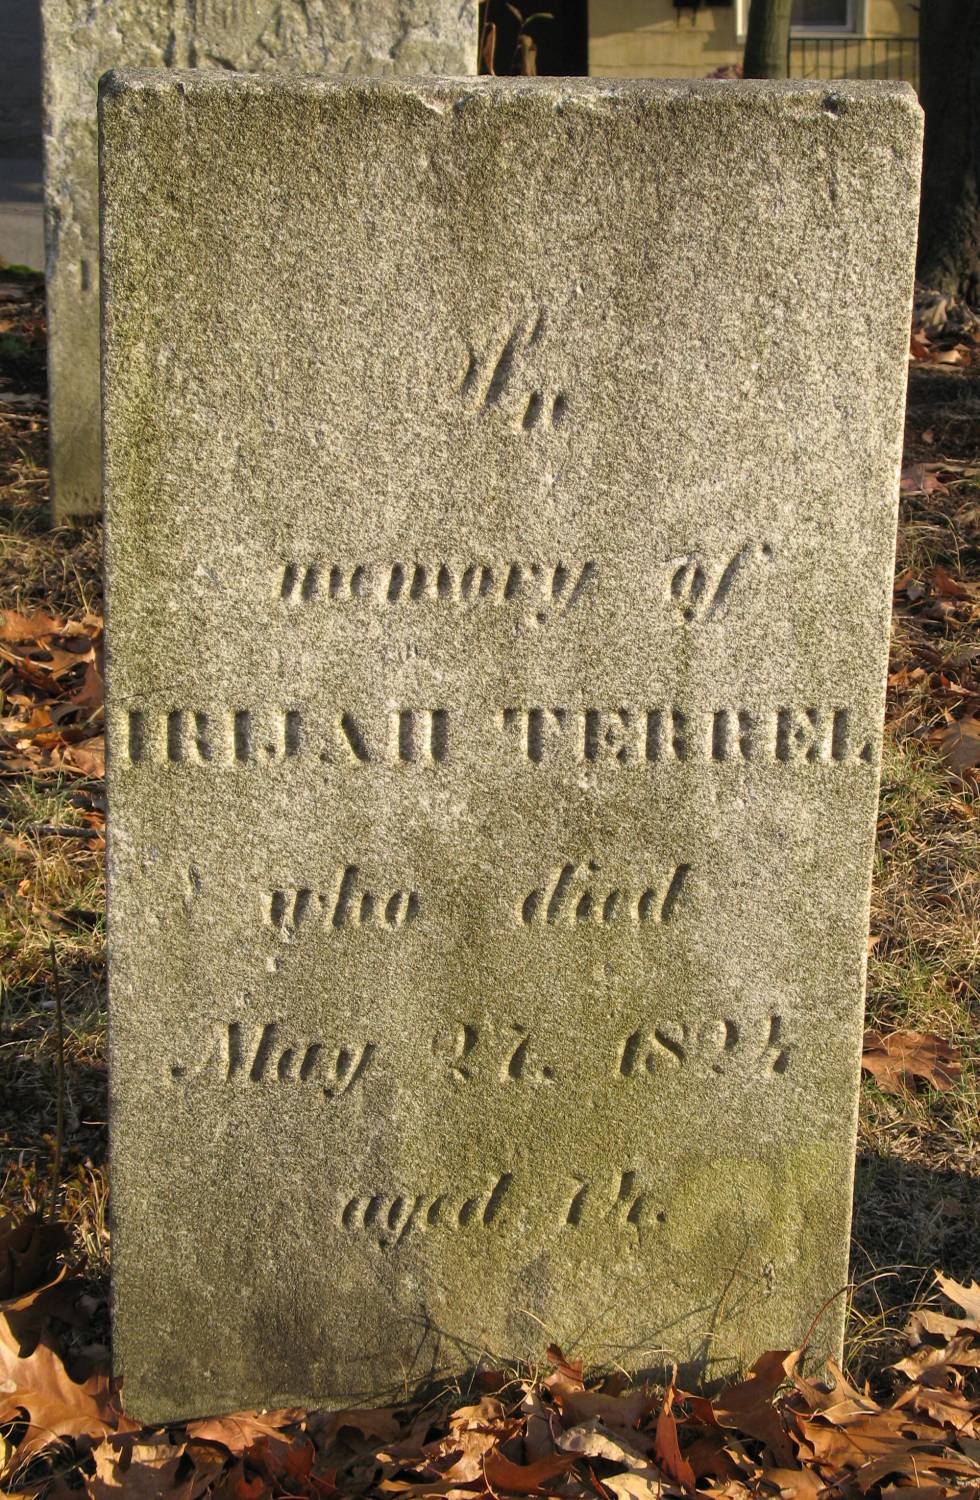 In
memory of
IRIJAH TERREL
who died
May 27. 1824
aged 74.